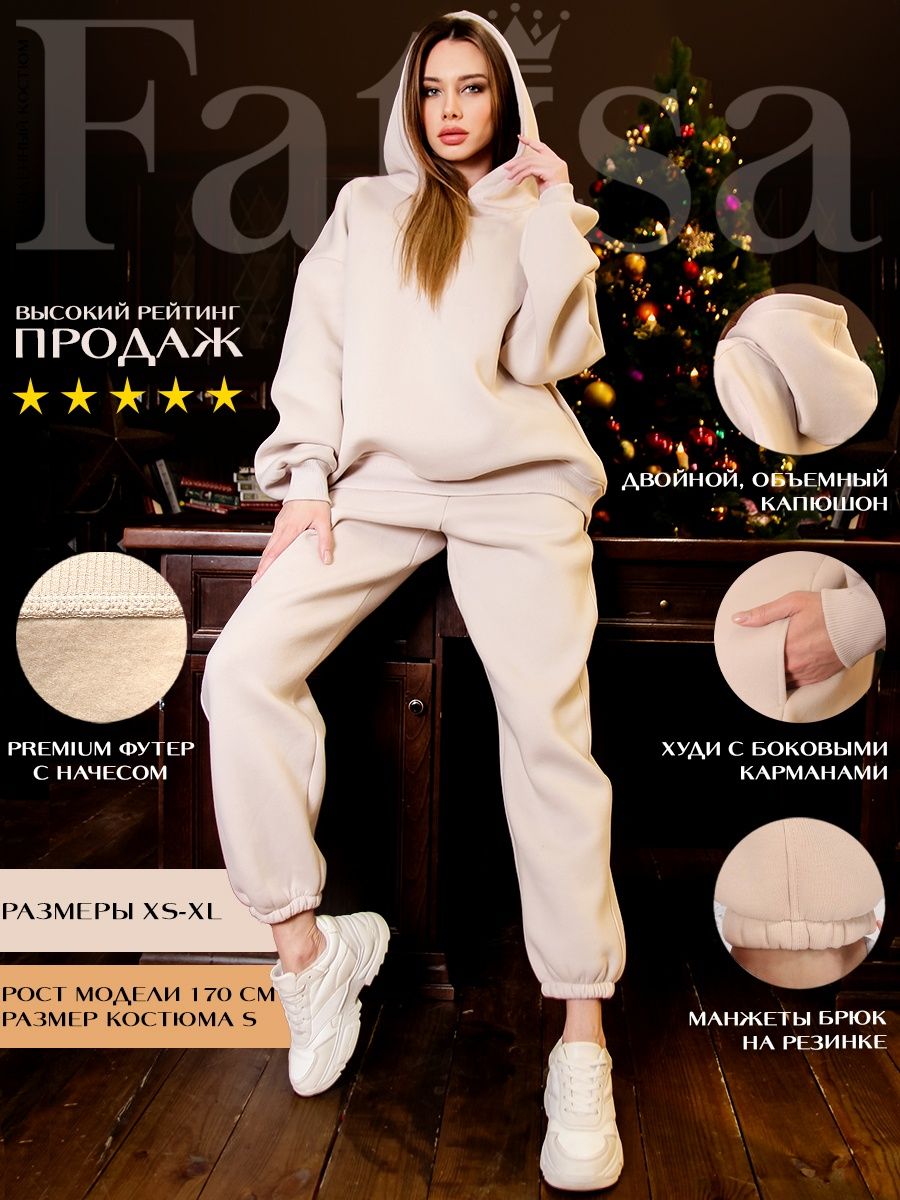 Fatisa
ВЫСОКИЙ РЕЙТИНГ
ПРОДАЖ
ДВОЙНОЙ, ОБЪЕМНЫЙ
КАПЮШОН
PREMIUM ФУТЕР
С НАЧЕСОМ
ХУДИ С БОКОВЫМИ
КАРМАНАМИ
РАЗМЕРЫ XS-XL
РОСТ МОДЕЛИ 170 СМ
РАЗМЕР КОСТЮМА S
МАНЖЕТЫ БРЮК
НА РЕЗИНКЕ